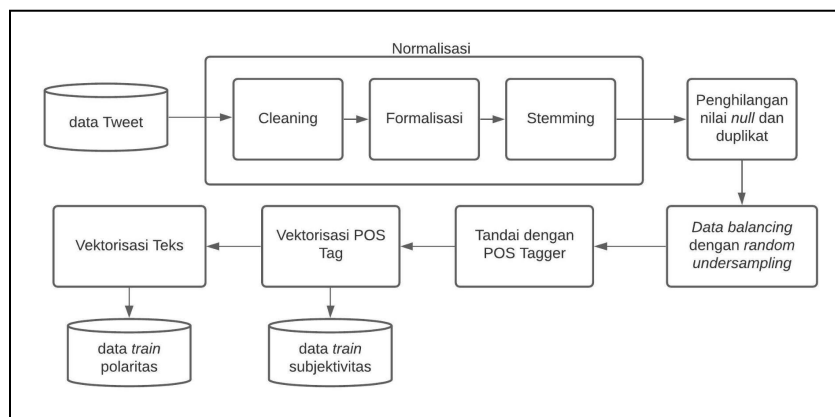 Normalisasi
data Tweet
Cleaning
Formalisasi
Stemming
Penghilangan
nilai null dan
duplikat
Data balancing
dengan random
undersampling
Tandai dengan
POS Tagger
Vektorisasi POS
Tag
Vektorisasi Teks
data train
polaritas
data train
subjektivitas